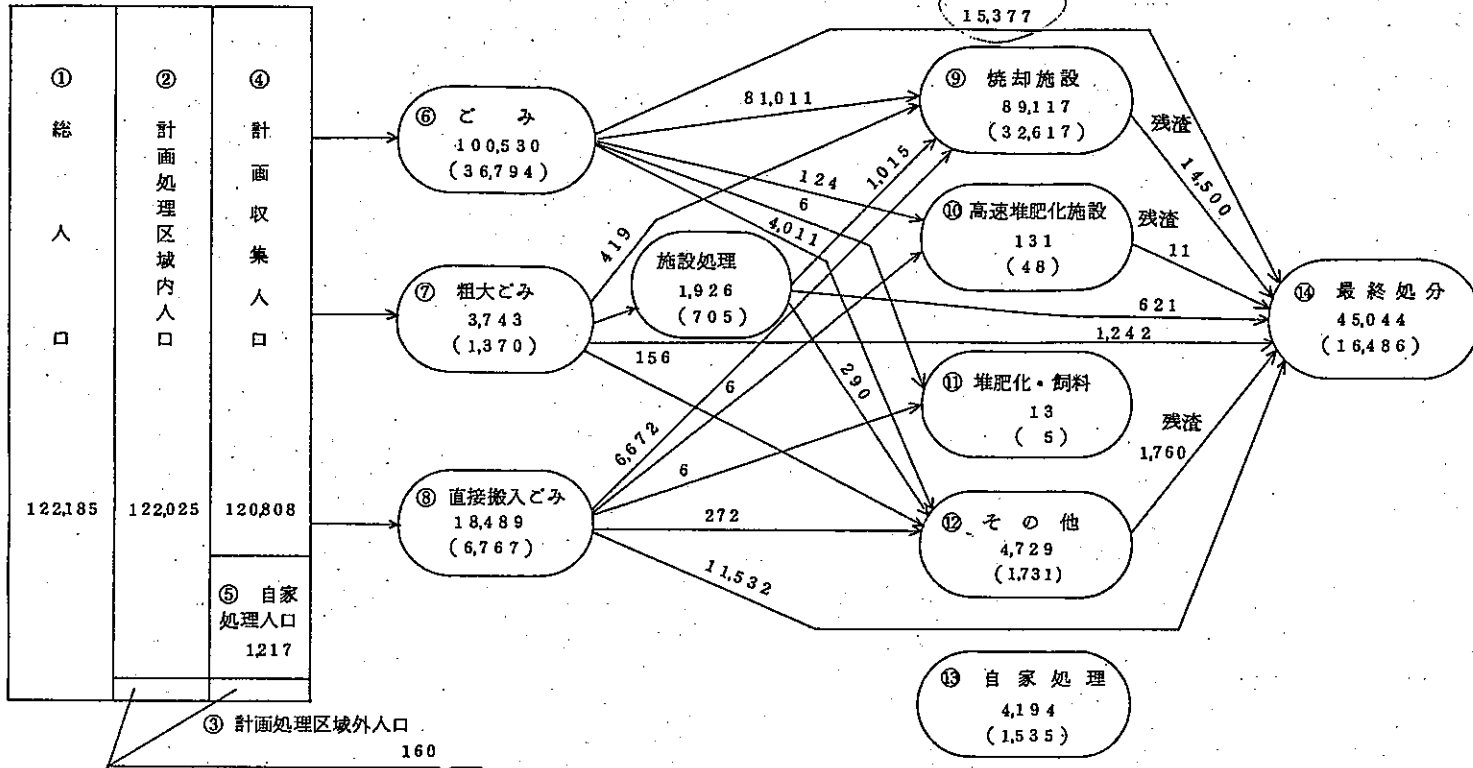 15,377
① 総人口
122,185
② 計画処理区域内人口
122,025
④ 計画収集人口
120,808
⑤ 自家
処理人口
1,217
③ 計画処理区域外人口
160
⑥ ごみ
100,530
(36,794)
⑦ 粗大ごみ
3,743
(1,370)
⑧ 直接搬入ごみ
18,489
(6,767)
施設処理
1,926
(705)
81,011
124
6
4,011
419
1,015
156
6
290
6,672
6
272
11,532
621
1,242
⑨ 焼却施設
89,117
(32,617)
⑩ 高速堆肥化施設
131
(48)
⑪ 堆肥化・飼料
13
(5)
⑫ その他
4,729
(1,731)
⑬ 自家処理
4,194
(1,535)
残渣
14,500
残渣
11
残渣
1,760
⑭ 最終処分
45,044
(16,486)